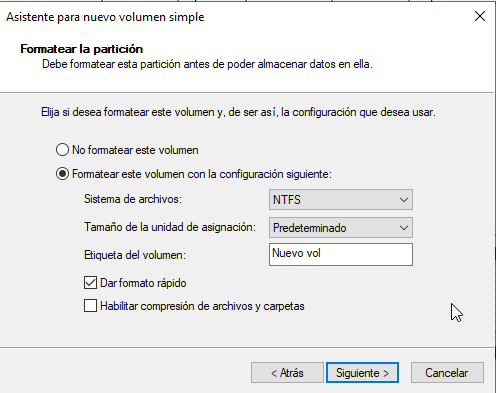 Asistente para nuevo volumen simple
Formatear la partición
Debe formatear esta partición antes de poder almacenar datos en ella.
Elija si desea formatear este volumen y, de ser así, la configuración que desea usar.
No formatear este volumen
Formatear este volumen con la configuración siguiente:
Sistema de archivos: NTFS
Tamaño de la unidad de asignación: Predeterminado
Etiqueta del volumen: Nuevo vol
Dar formato rápido
Habilitar compresión de archivos y carpetas
< Atrás Siguiente > Cancelar